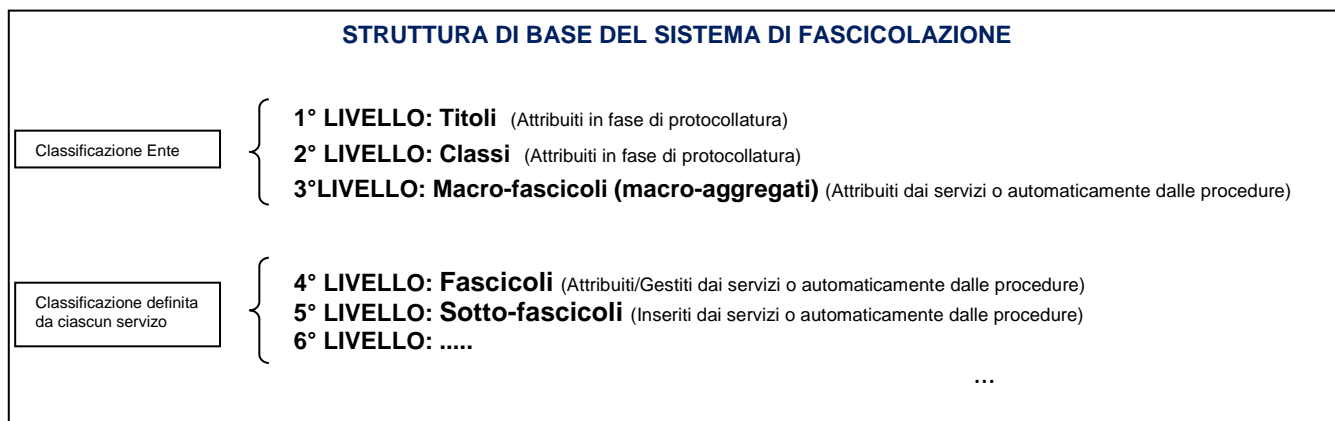 STRUTTURA DI BASE DEL SISTEMA DI FASCICOLAZIONE
Classificazione Ente
1° LIVELLO: Titoli (Attribuiti in fase di protocollatura)
2° LIVELLO: Classi (Attribuiti in fase di protocollatura)
3°LIVELLO: Macro-fascicoli (macro-aggregati) (Attribuiti dai servizi o automaticamente dalle procedure)
Classificazione definita
da ciascun servizo
4° LIVELLO: Fascicoli (Attribuiti/Gestiti dai servizi o automaticamente dalle procedure)
5° LIVELLO: Sotto-fascicoli (Inseriti dai servizi o automaticamente dalle procedure)
6° LIVELLO: .....
...